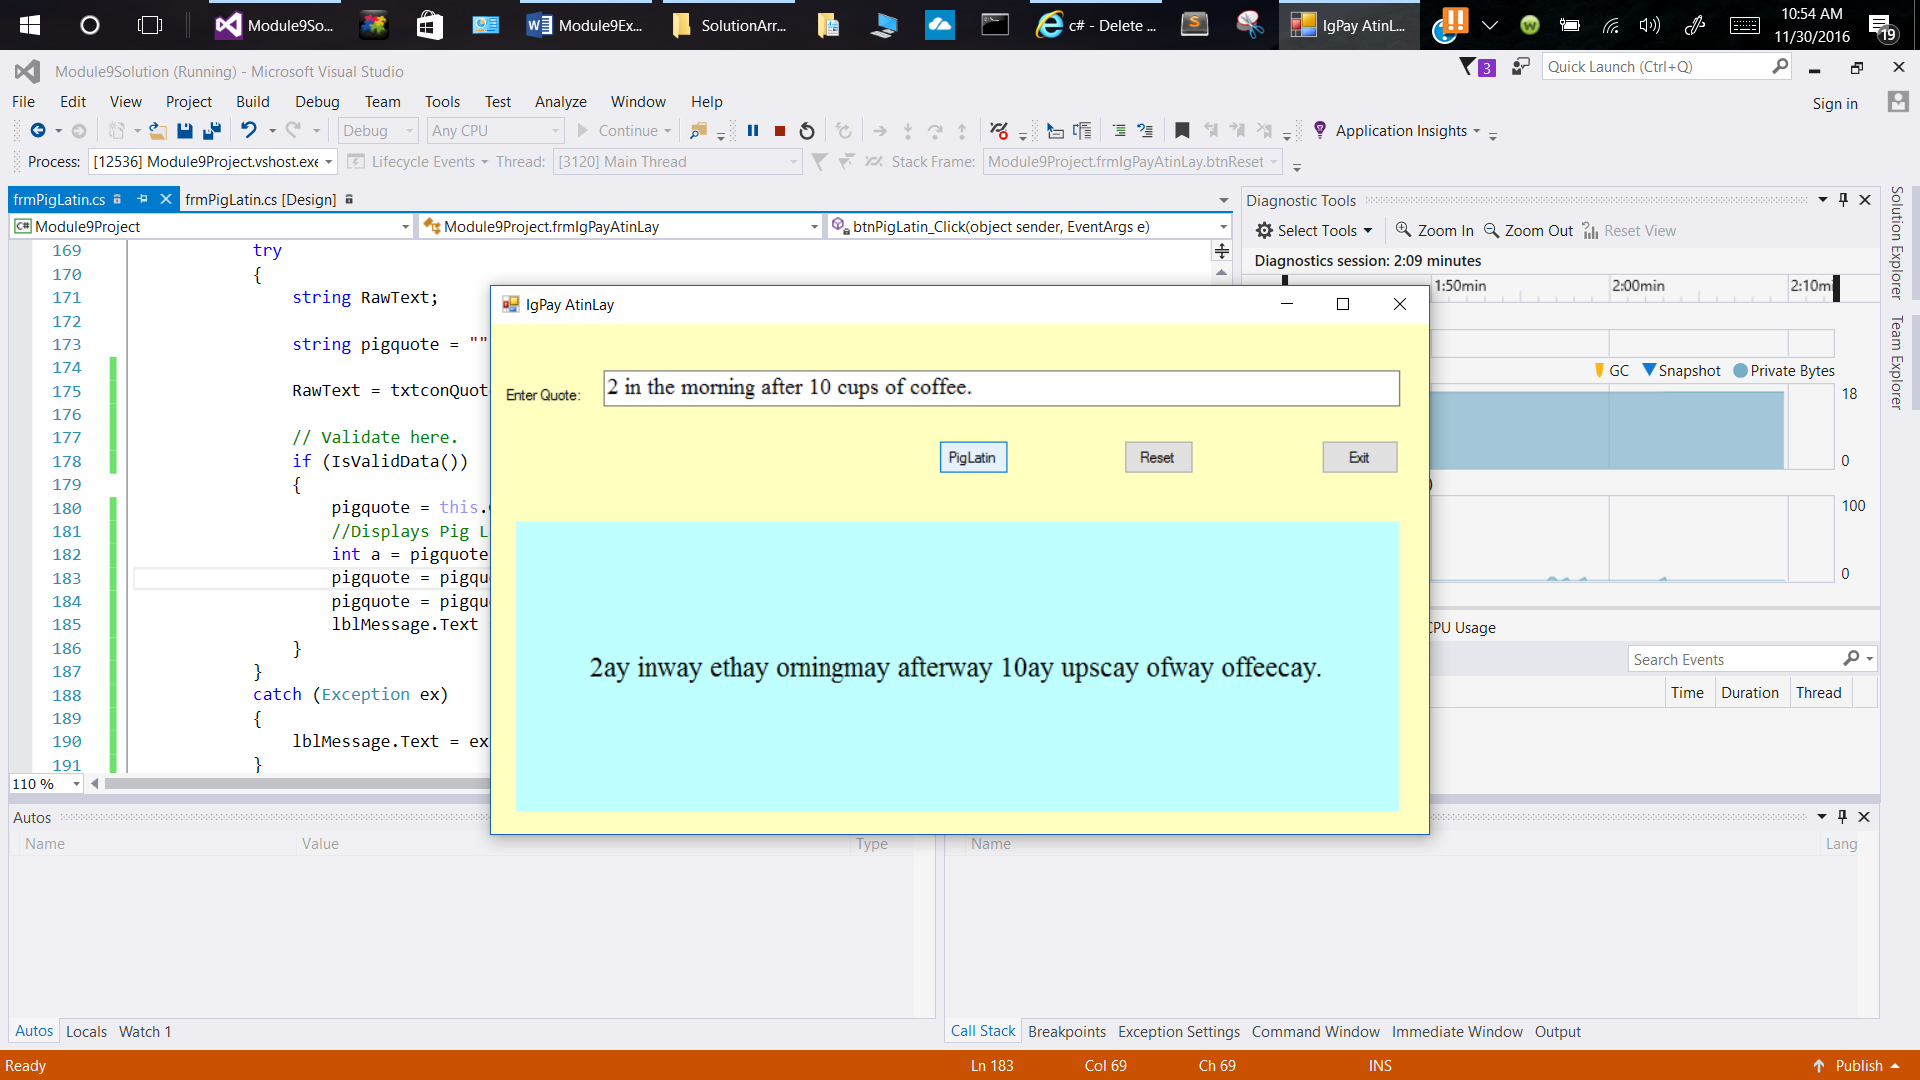 Module9So...
Module9Ex...
SolutionArr...
c# - Delete ...
IgPay AtinL...
10:54 AM
11/30/2016
19
Module9Solution (Running) - Microsoft Visual Studio
3
Quick Launch (Ctrl+Q)
File Edit View Project Build Debug Team Tools Test Analyze Window Help
Sign in
Debug Any CPU Continue Application Insights
Process: [12536] Module9Project.vshost.exe Lifecycle Events Thread: [3120] Main Thread Stack Frame: Module9Project.frmIgPayAtinLay.btnReset
frmPigLatin.cs frmPigLatin.cs [Design]
Module9Project Module9Project.frmIgPayAtinLay btnPigLatin_Click(object sender, EventArgs e)
169 try
170 {
171 string RawText;
172
173 string pigquote = ""
174
175 RawText = txtconQuot
176
177 // Validate here.
178 if (IsValidData())
179 {
180 pigquote = this.
181 //Displays Pig L
182 int a = pigquote
183 pigquote = pigqu
184 pigquote = pigqu
185 lblMessage.Text
186 }
187 }
188 catch (Exception ex)
189 {
190 lblMessage.Text = ex
191 }
110 %
IgPay AtinLay
Enter Quote: 2 in the morning after 10 cups of coffee.
PigLatin Reset Exit
2ay inway ethay orningmay afterway 10ay upscay ofway offeecay.
Diagnostic Tools
Select Tools Zoom In Zoom Out Reset View
Diagnostics session: 2:09 minutes
1:50min 2:00min 2:10mi
GC Snapshot Private Bytes
18
0
)
100
0
CPU Usage
Search Events
Time Duration Thread
Solution Explorer
Team Explorer
Autos
Name Value Type
Name Lang
Autos Locals Watch 1
Call Stack Breakpoints Exception Settings Command Window Immediate Window Output
Ready Ln 183 Col 69 Ch 69 INS Publish